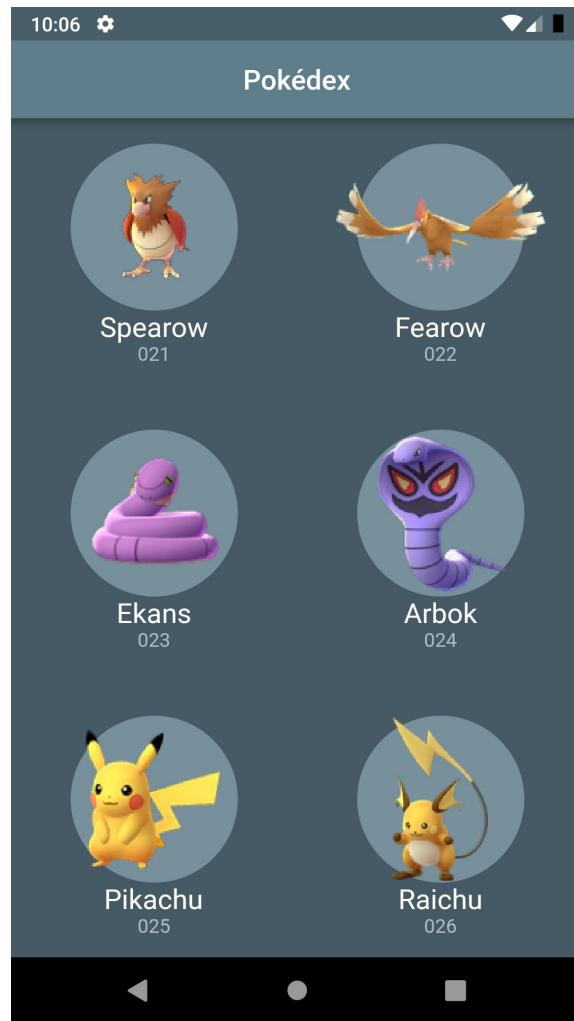 10:06
Pokédex
Spearow
021
Fearow
022
Ekans
023
Arbok
024
Pikachu
025
Raichu
026